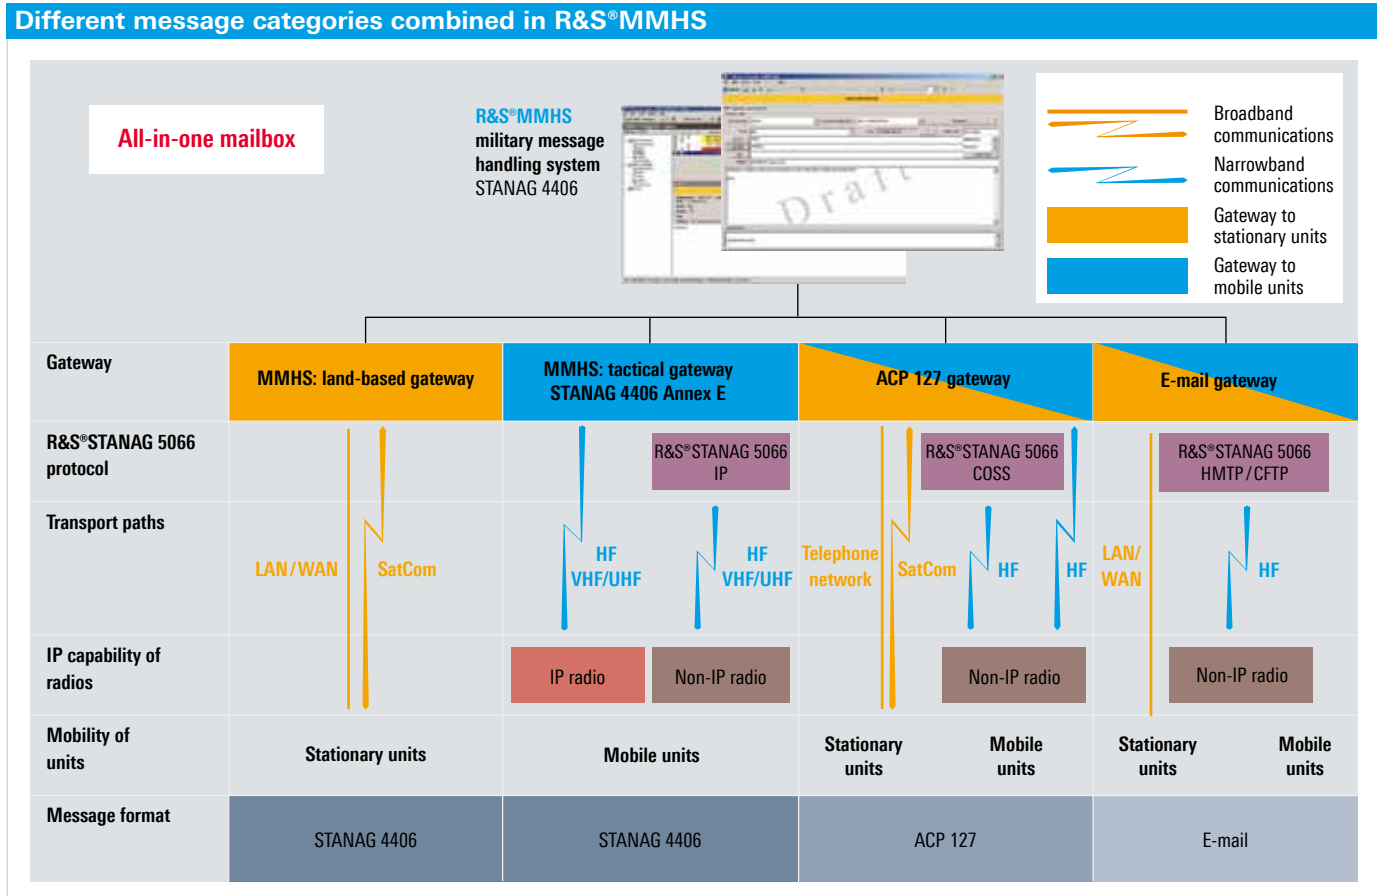 Different message categories combined in R&S®MMHS
All-in-one mailbox
R&S®MMHS
military message
handling system
STANAG 4406
Draft
Broadband
communications
Narrowband
communications
Gateway to
stationary units
Gateway to
mobile units
Gateway
MMHS: land-based gateway
MMHS: tactical gateway
STANAG 4406 Annex E
ACP 127 gateway
E-mail gateway
R&S®STANAG 5066
protocol
R&S®STANAG 5066
IP
R&S®STANAG 5066
COSS
R&S®STANAG 5066
HMTP/CFTP
Transport paths
LAN/WAN
SatCom
HF
VHF/UHF
HF
VHF/UHF
Telephone
network
SatCom
HF
HF
LAN/
WAN
HF
IP capability of
radios
IP radio
Non-IP radio
Non-IP radio
Non-IP radio
Mobility of
units
Stationary units
Mobile units
Stationary
units
Mobile
units
Stationary
units
Mobile
units
Message format
STANAG 4406
STANAG 4406
ACP 127
E-mail